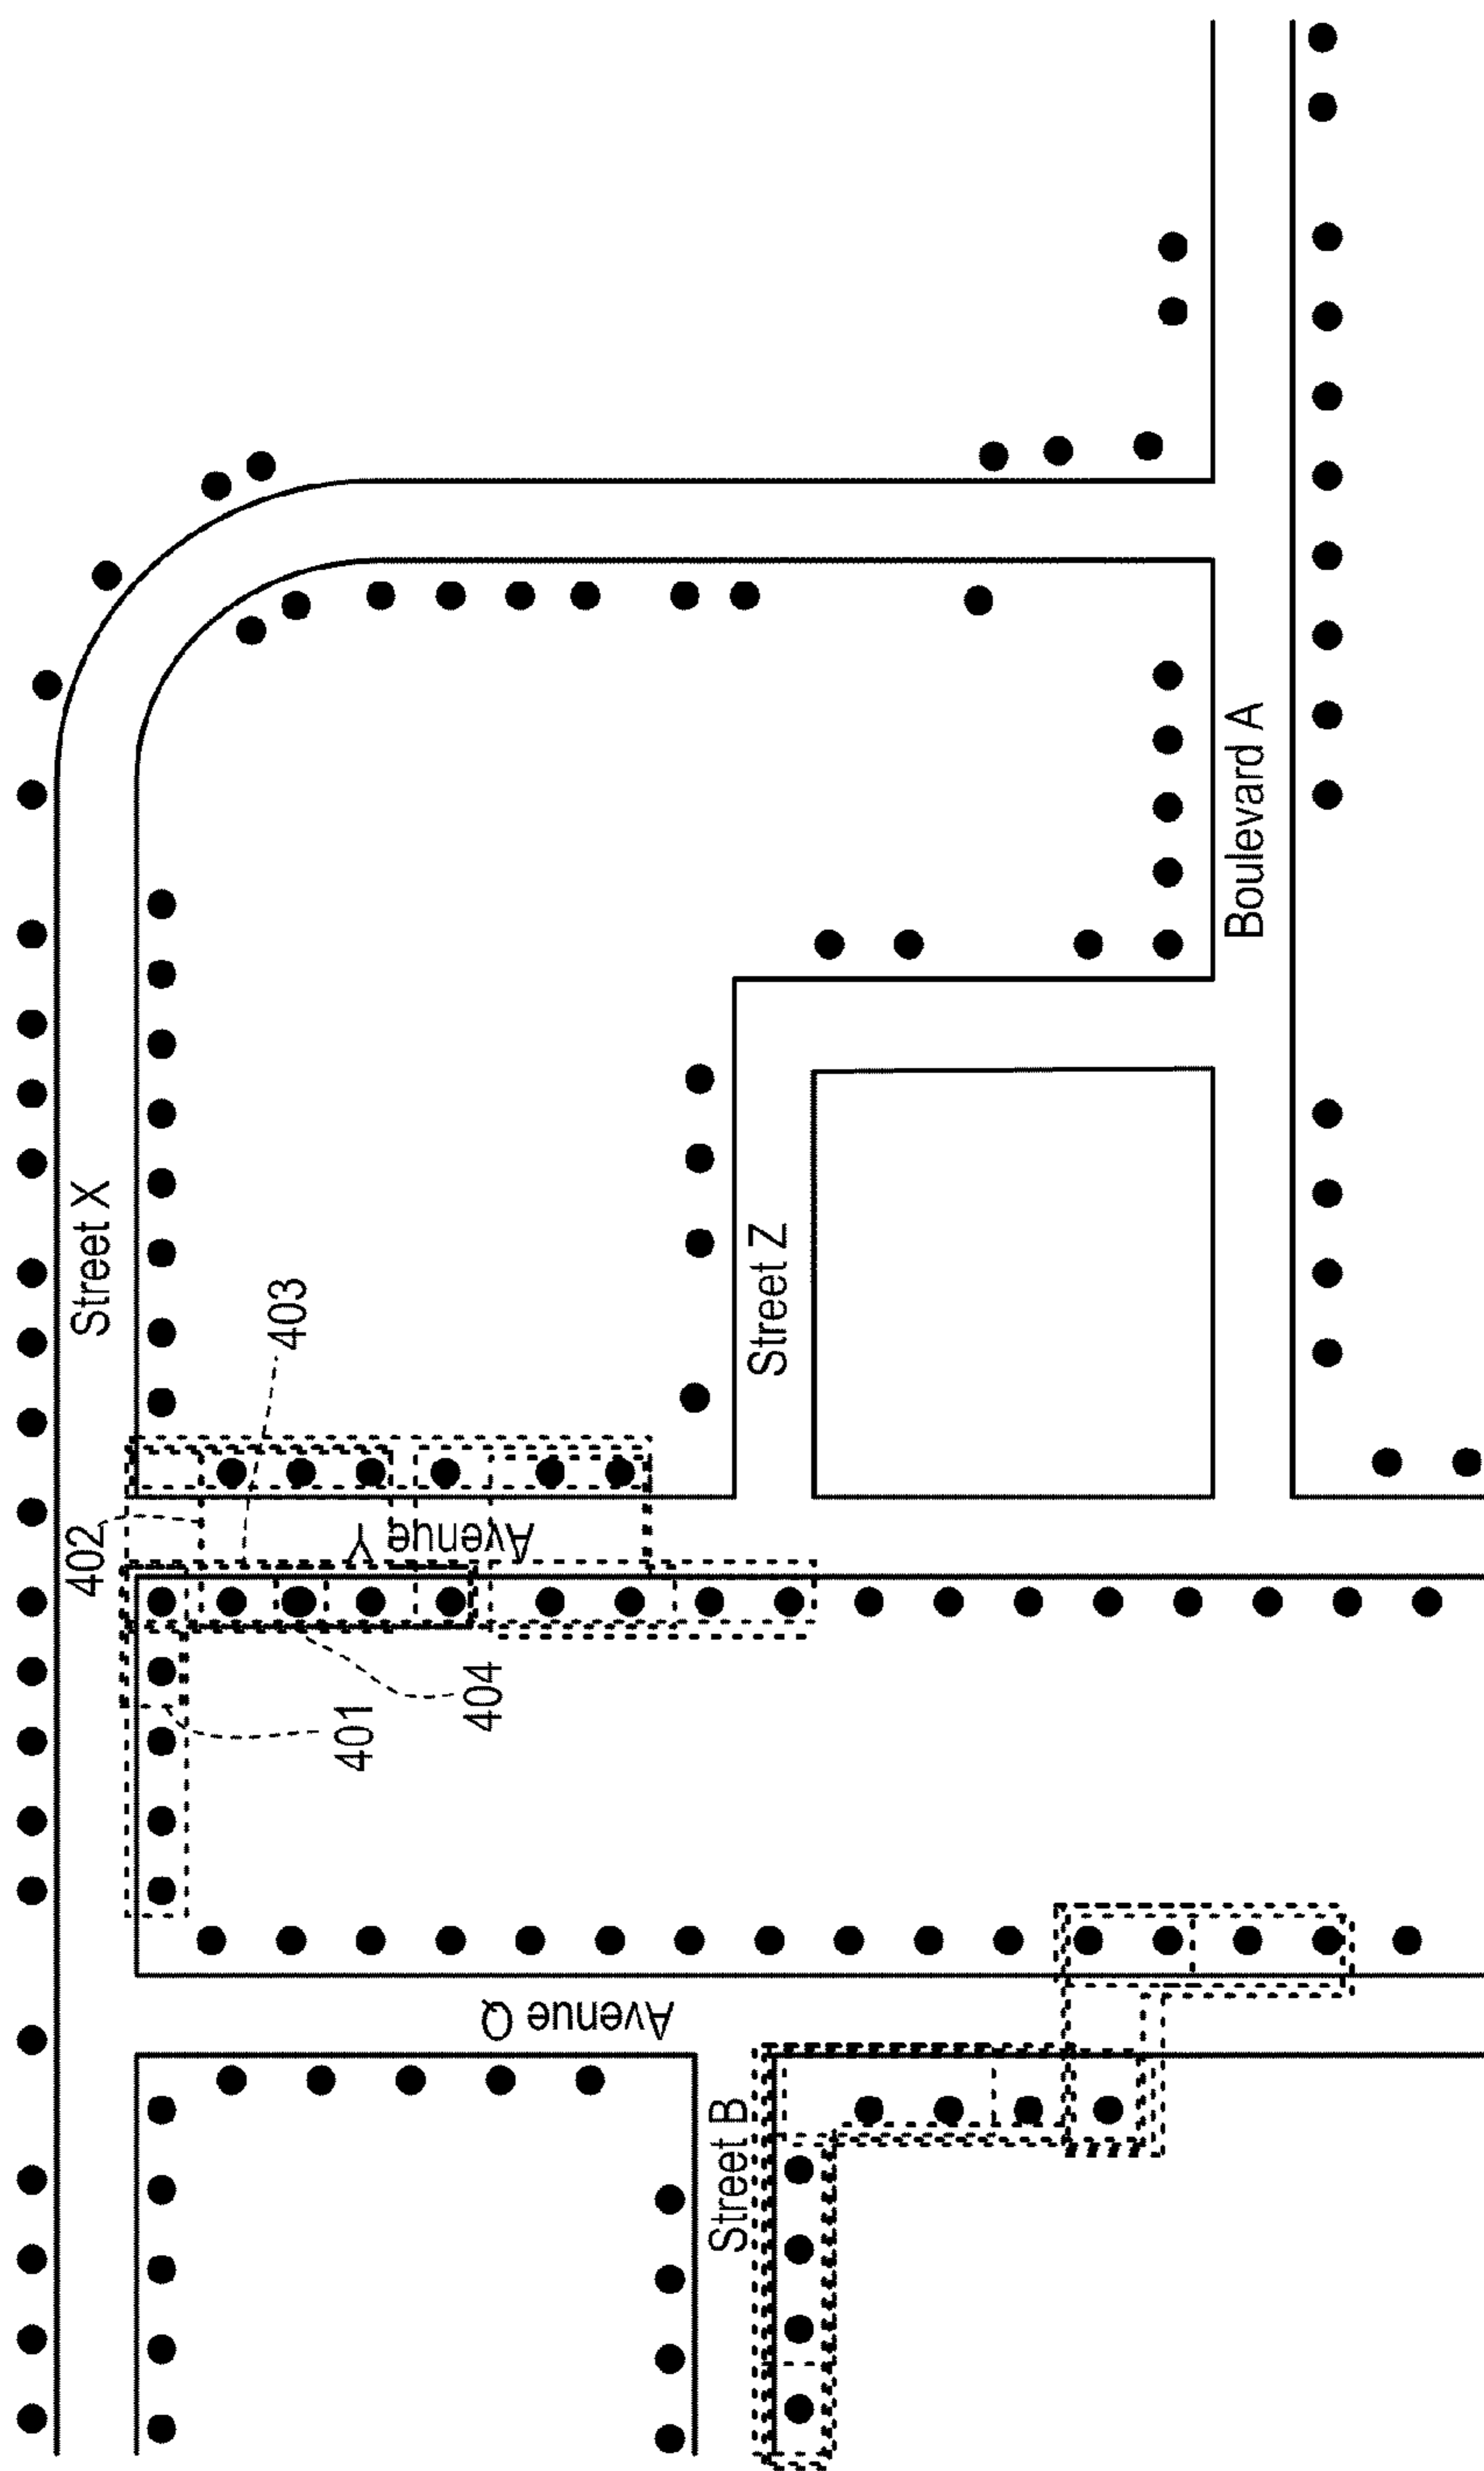 Street X
403
402
Avenue Y
404
401
Street Z
Boulevard A
Avenue Q
Street B